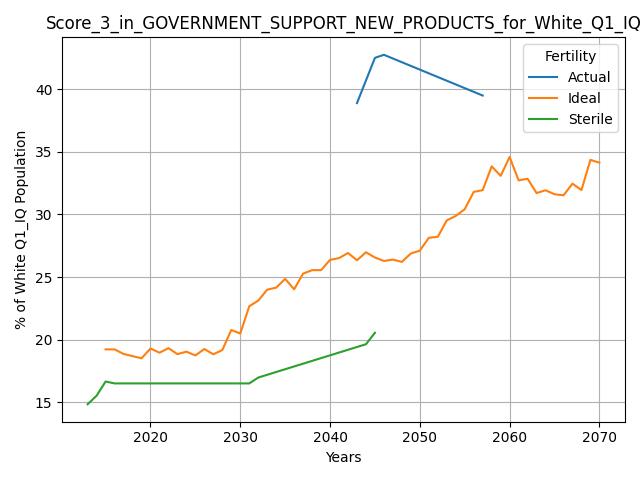 Score_3_in_GOVERNMENT_SUPPORT_NEW_PRODUCTS_for_White_Q1_IQ
Fertility
Actual
Ideal
Sterile
% of White Q1_IQ Population
40
35
30
25
20
15
2020
2030
2040
2050
2060
2070
Years